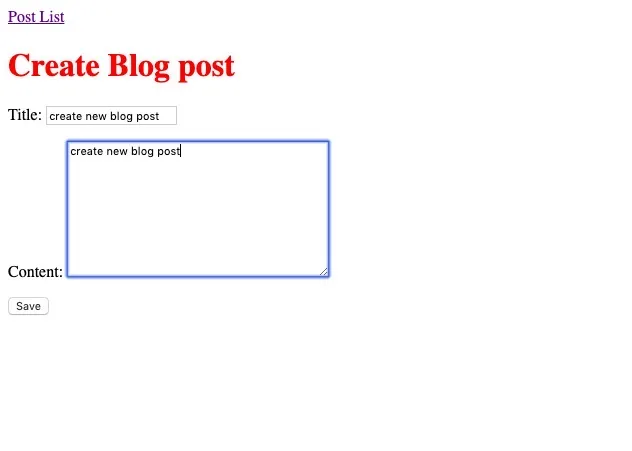 Post List
Create Blog post
Title: create new blog post
create new blog post
Content:
Save